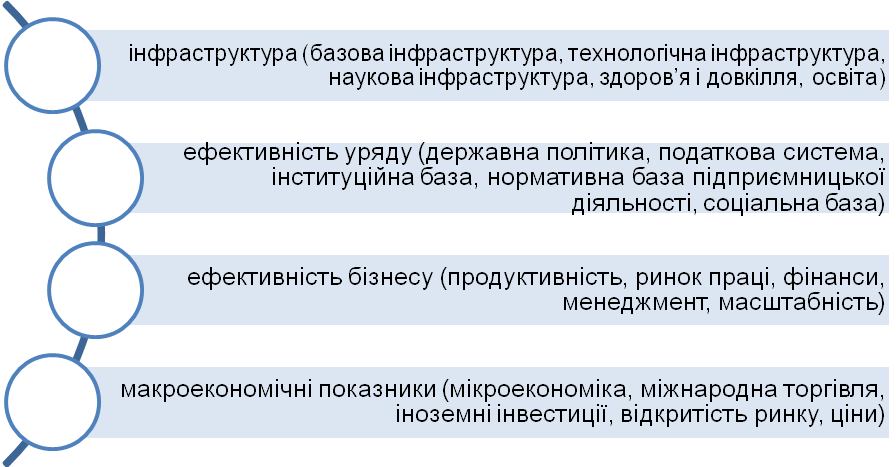 інфраструктура (базова інфраструктура, технологічна інфраструктура,
наукова інфраструктура, здоров’я і довкілля, освіта)
ефективність уряду (державна політика, податкова система,
інституційна база, нормативна база підприємницької
діяльності, соціальна база)
ефективність бізнесу (продуктивність, ринок праці, фінанси,
менеджмент, масштабність)
макроекономічні показники (мікроекономіка, міжнародна торгівля,
іноземні інвестиції, відкритість ринку, ціни)